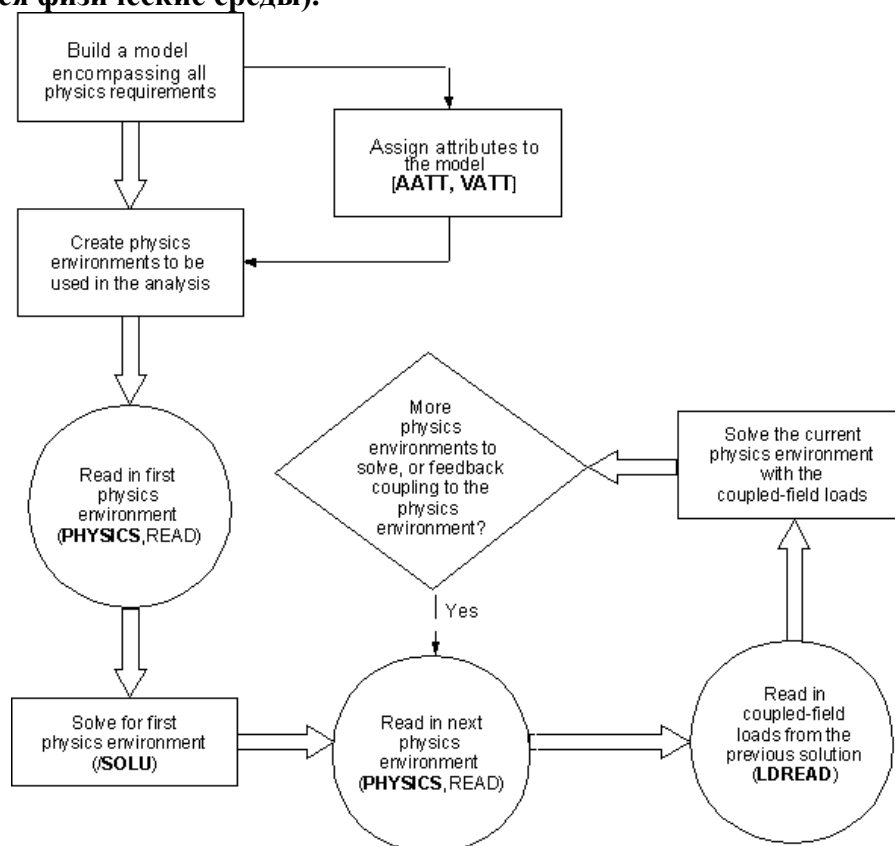 ся физические среды).
Build a model
encompassing all
physics requirements
Assign attributes to
the model
[AATT, VATT]
Create physics
environments to be
used in the analysis
Read in first
physics
environment
(PHYSICS,READ)
Solve for first
physics environment
(/SOLU)
More
physics
environments to
solve, or feedback
coupling to the
physics
environment?
Yes
Read in next
physics
environment
(PHYSICS,READ)
Read in
coupled-field
loads from the
previous solution
(LDREAD)
Solve the current
physics environment
with the
coupled-field loads